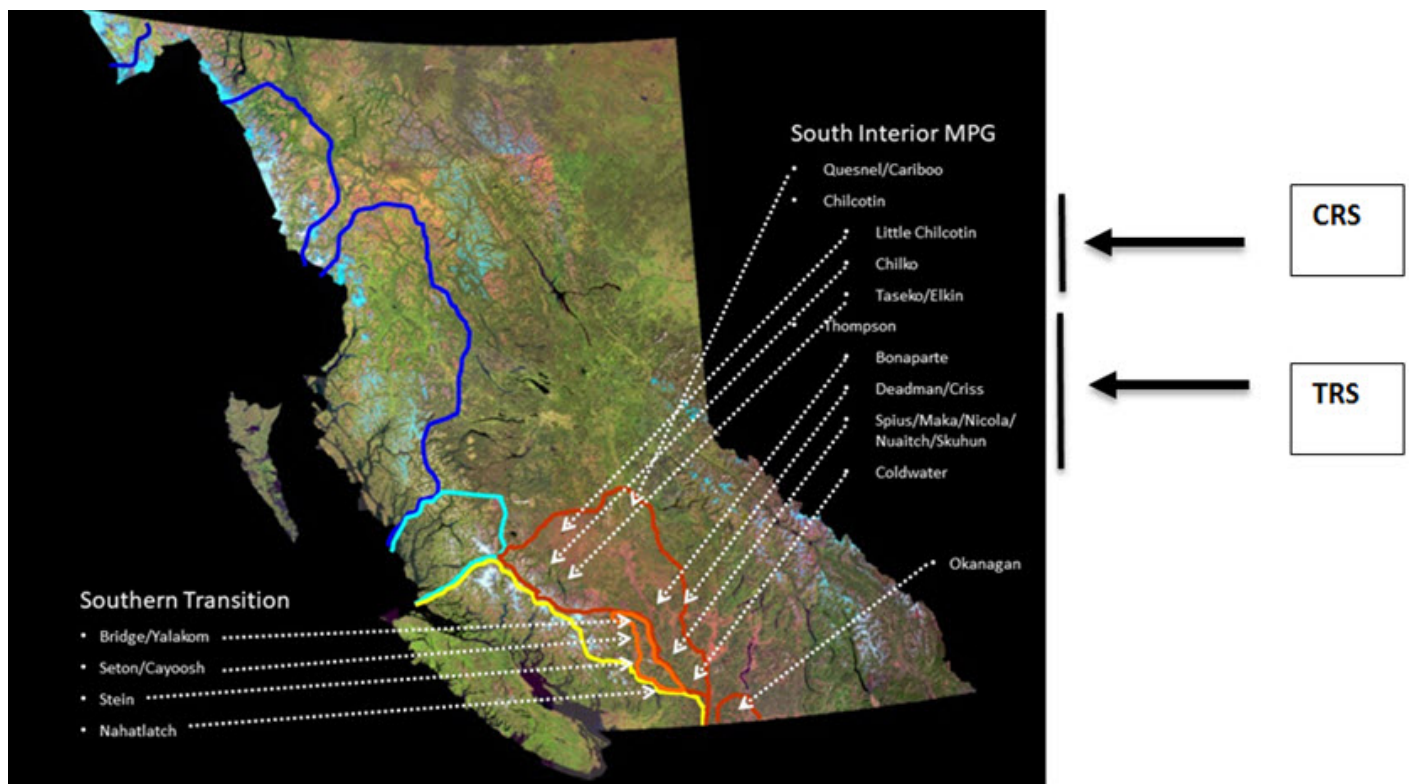 South Interior MPG
• Quesnel/Cariboo
• Chilcotin
• Little Chilcotin
• Chilko
• Taseko/Elkin
• Thompson
• Bonaparte
• Deadman/Criss
• Spius/Maka/Nicola/
Nuaitch/Skuhun
• Coldwater
• Okanagan
Southern Transition
• Bridge/Yalakom
• Seton/Cayoosh
• Stein
• Nahatlatch
CRS
TRS